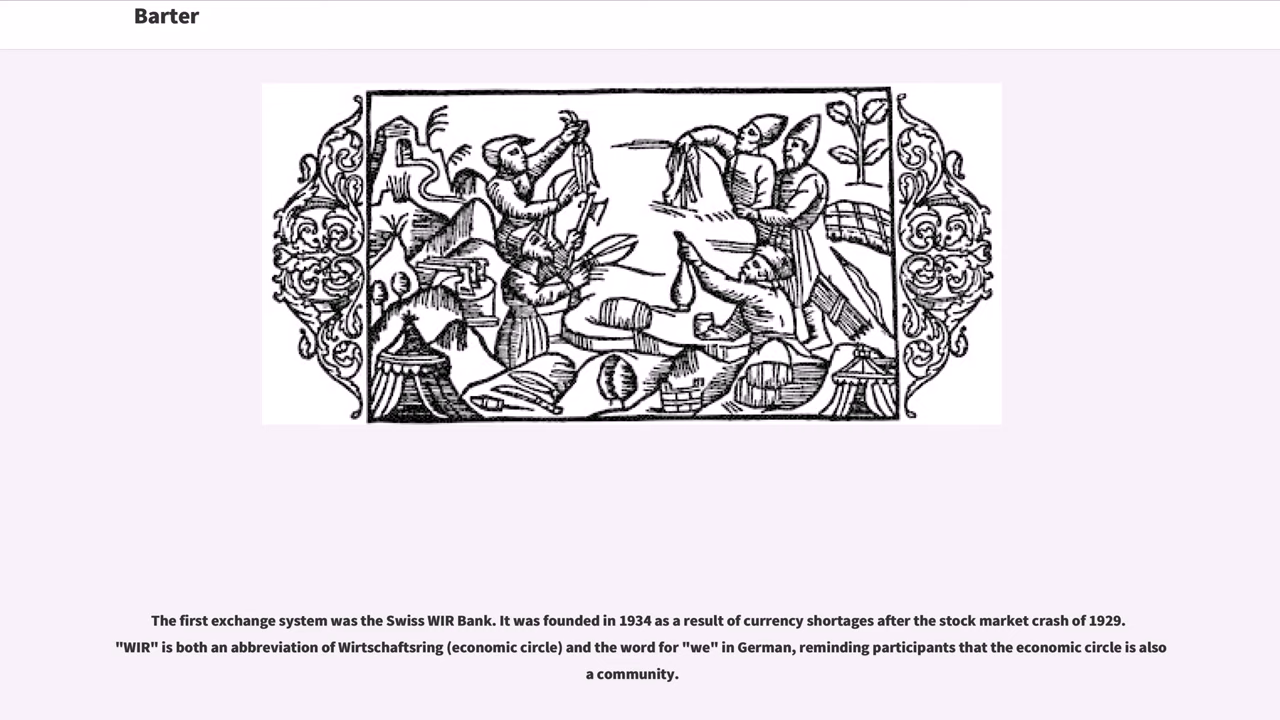 Barter
The first exchange system was the Swiss WIR Bank. It was founded in 1934 as a result of currency shortages after the stock market crash of 1929.
"WIR" is both an abbreviation of Wirtschaftsring (economic circle) and the word for "we" in German, reminding participants that the economic circle is also
a community.